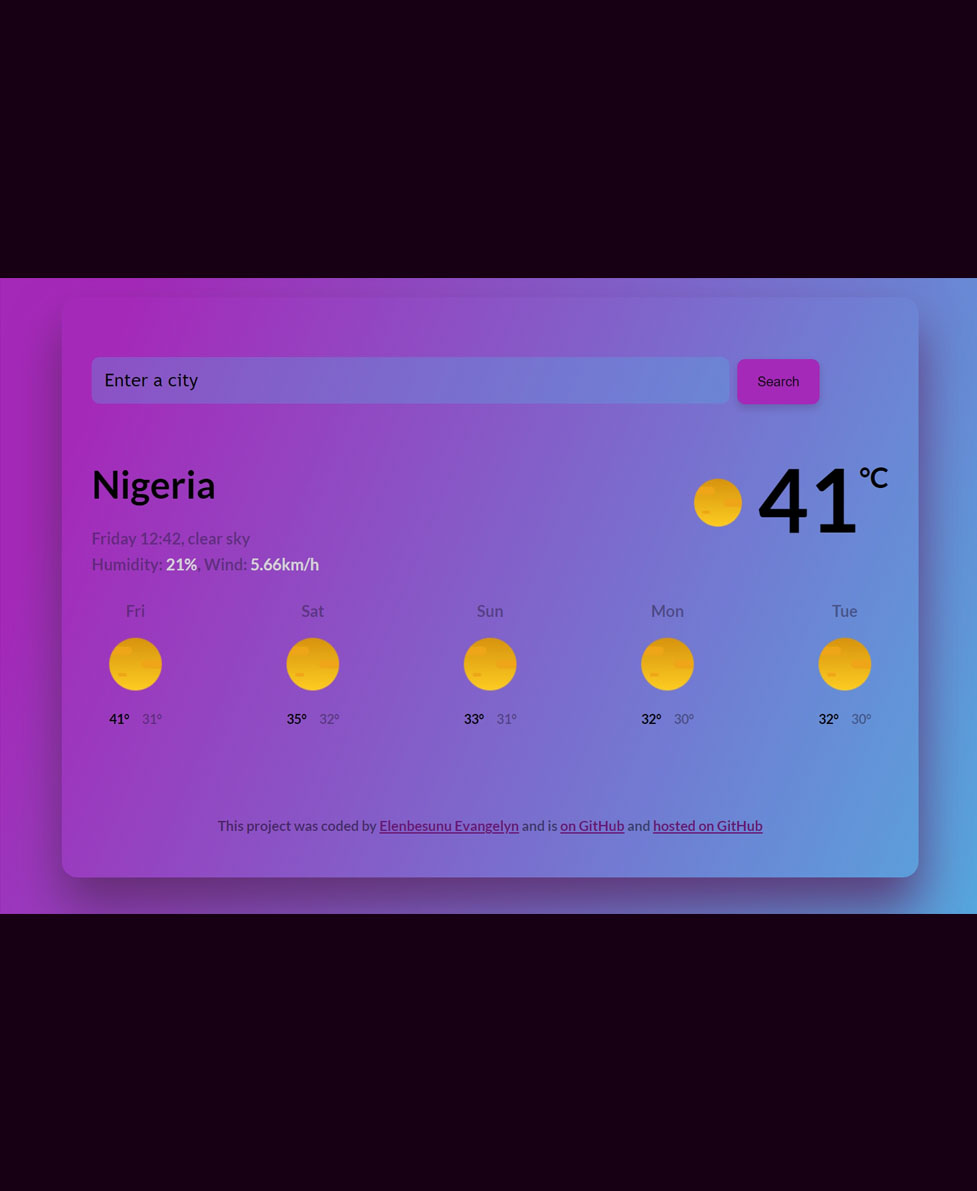 Enter a city
Search
Nigeria
41°C
Friday 12:42, clear sky
Humidity: 21%, Wind: 5.66km/h
Fri Sat Sun Mon Tue
41° 31° 35° 32° 33° 31° 32° 30° 32° 30°
This project was coded by Elenbesunu Evangelyn and is on GitHub and hosted on GitHub